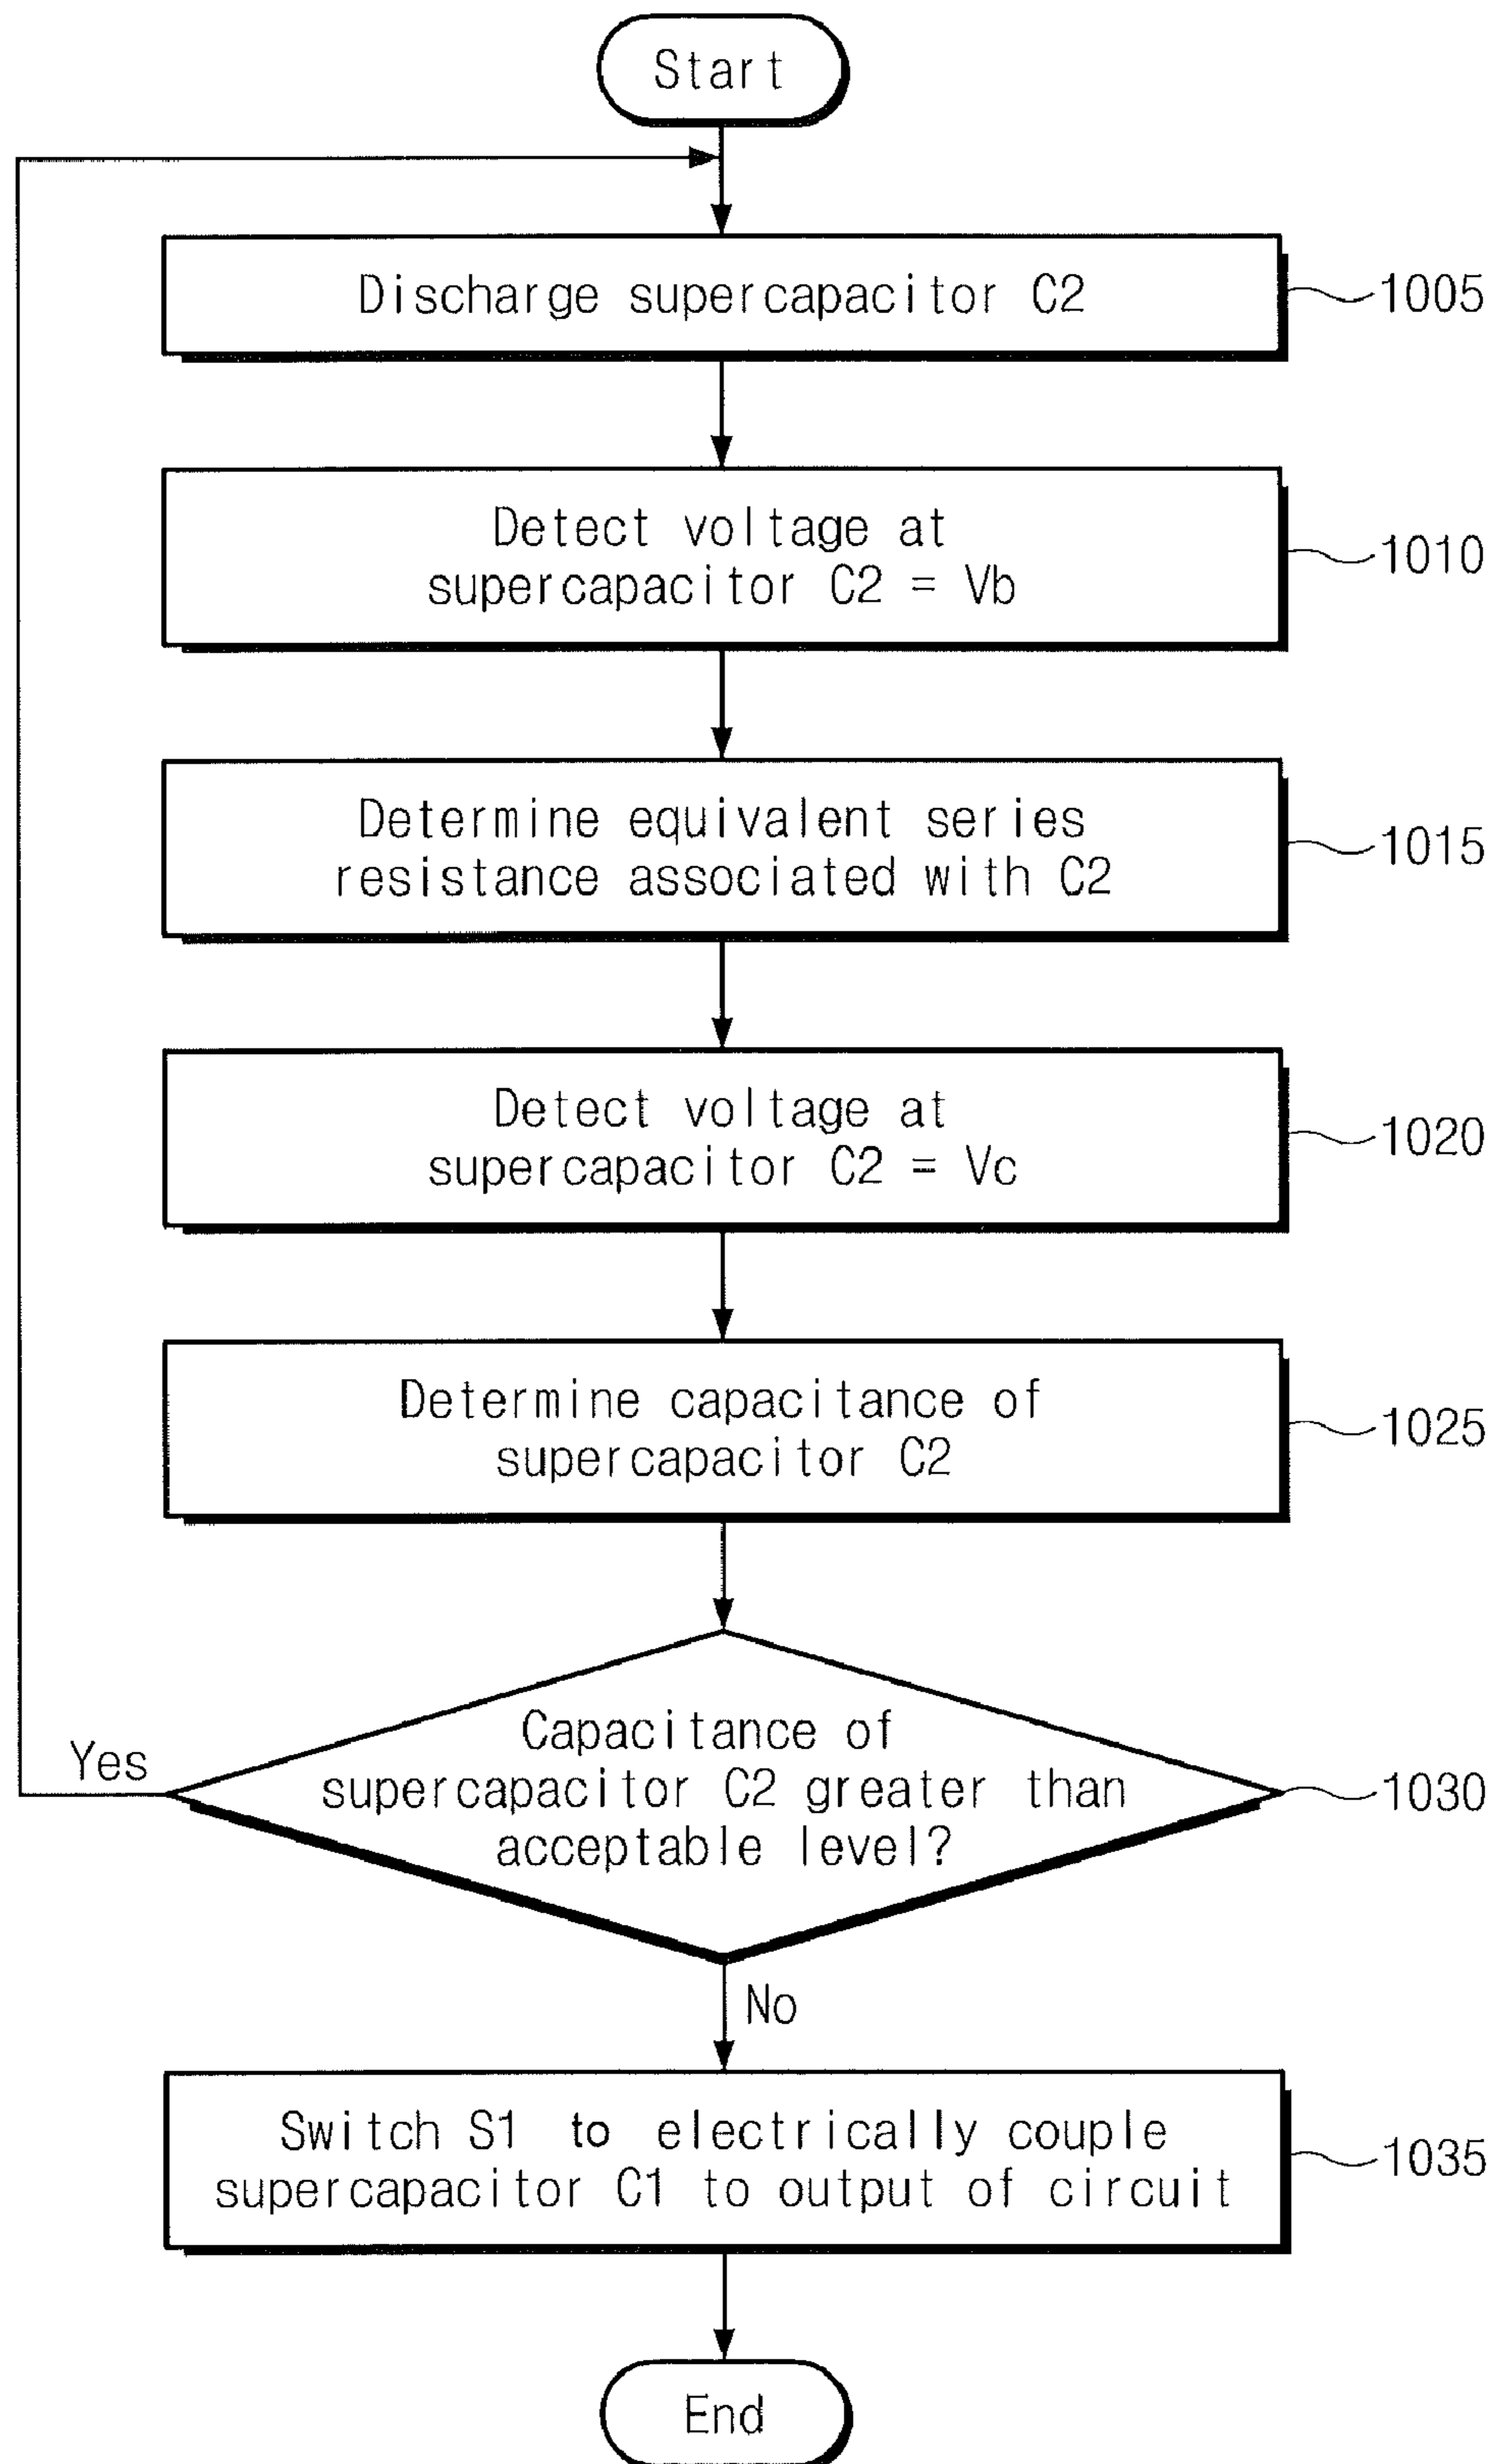 Start
Discharge supercapacitor C2
1005
Detect voltage at
supercapacitor C2 = Vb
1010
Determine equivalent series
resistance associated with C2
1015
Detect voltage at
supercapacitor C2 = Vc
1020
Determine capacitance of
supercapacitor C2
1025
Capacitance of
supercapacitor C2 greater than
acceptable level?
Yes
1030
No
Switch S1 to electrically couple
supercapacitor C1 to output of circuit
1035
End